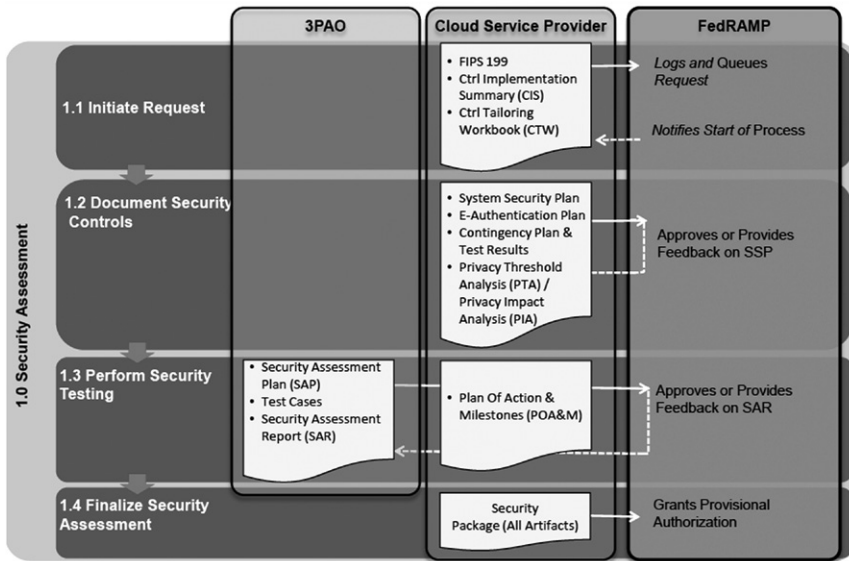 3PAO
Cloud Service Provider
FedRAMP
1.0 Security Assessment
1.1 Initiate Request
• FIPS 199
• Ctrl Implementation
Summary (CIS)
• Ctrl Tailoring
Workbook (CTW)
Logs and Queues
Request
Notifies Start of Process
1.2 Document Security
Controls
• System Security Plan
• E-Authentication Plan
• Contingency Plan &
Test Results
• Privacy Threshold
Analysis (PTA) /
Privacy Impact
Analysis (PIA)
Approves or Provides
Feedback on SSP
1.3 Perform Security
Testing
• Security Assessment
Plan (SAP)
• Test Cases
• Security Assessment
Report (SAR)
• Plan Of Action &
Milestones (POA&M)
Approves or Provides
Feedback on SAR
1.4 Finalize Security
Assessment
Security
Package (All Artifacts)
Grants Provisional
Authorization